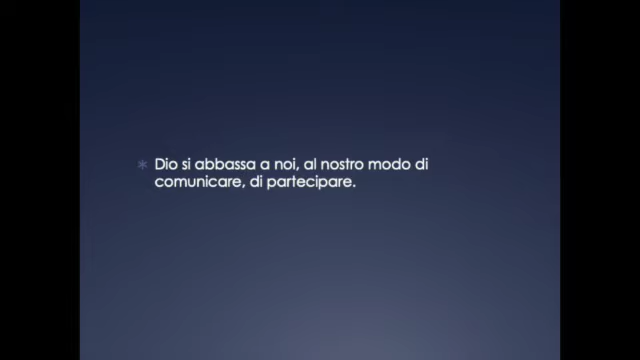 * Dio si abbassa a noi, al nostro modo di
comunicare, di partecipare.